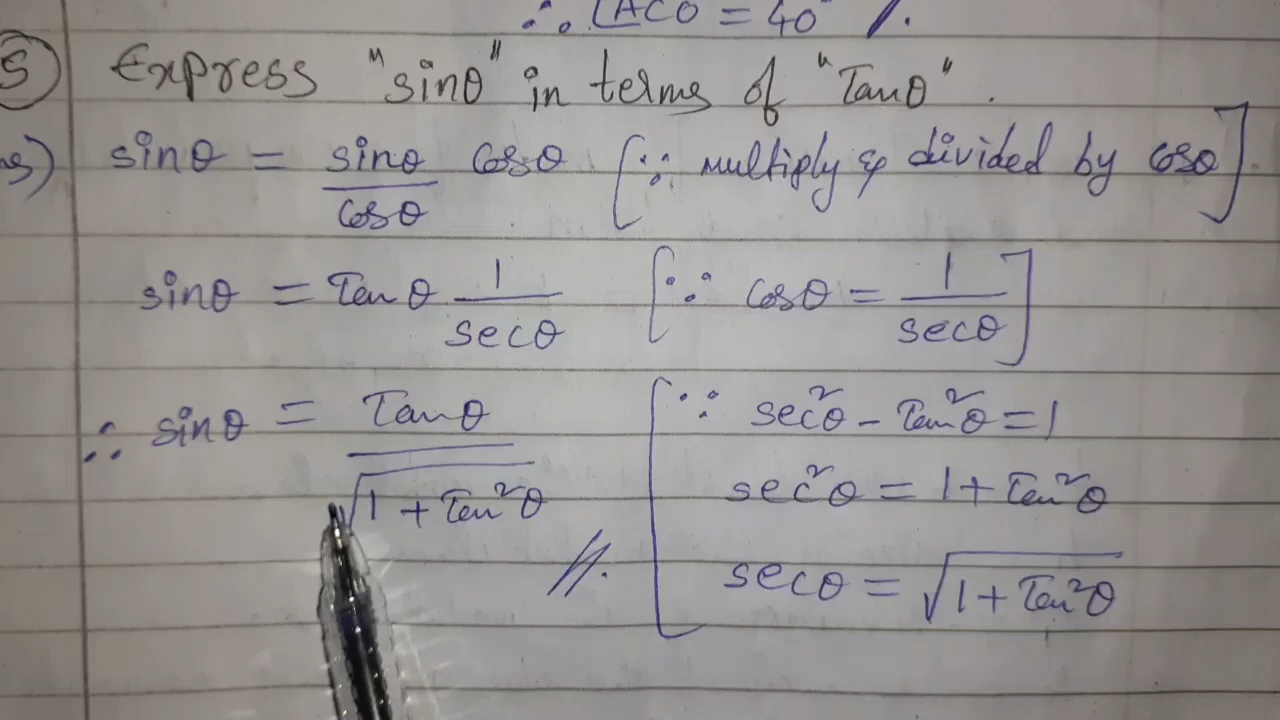 ∴ ∠ACO = 40° //.
5) Express "sinθ" in terms of "Tanθ".
s) sinθ = sinθ/cosθ cosθ [∵ multiply & divided by cosθ]
sinθ = Tanθ 1/secθ [∵ cosθ = 1/secθ]
∴ sinθ = Tanθ/√(1 + Tan²θ) //. [∵ sec²θ - Tan²θ = 1
sec²θ = 1 + Tan²θ
secθ = √(1 + Tan²θ)